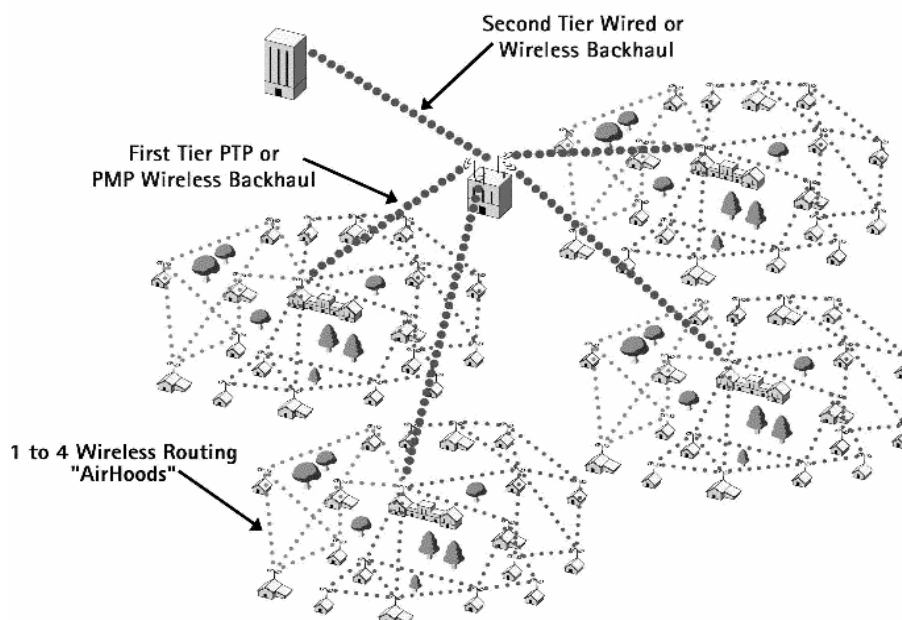 Second Tier Wired or
Wireless Backhaul
First Tier PTP or
PMP Wireless Backhaul
1 to 4 Wireless Routing
"AirHoods"